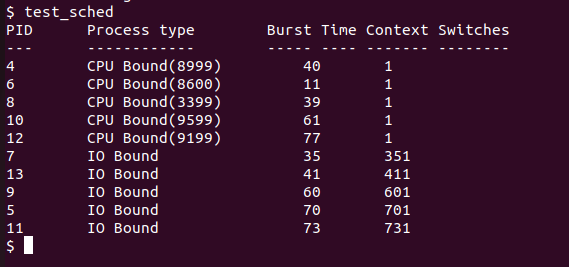 $ test_sched
PID Process type Burst Time Context Switches
--- ------------ ----- ---- ------- --------
4 CPU Bound(8999) 40 1
6 CPU Bound(8600) 11 1
8 CPU Bound(3399) 39 1
10 CPU Bound(9599) 61 1
12 CPU Bound(9199) 77 1
7 IO Bound 35 351
13 IO Bound 41 411
9 IO Bound 60 601
5 IO Bound 70 701
11 IO Bound 73 731
$